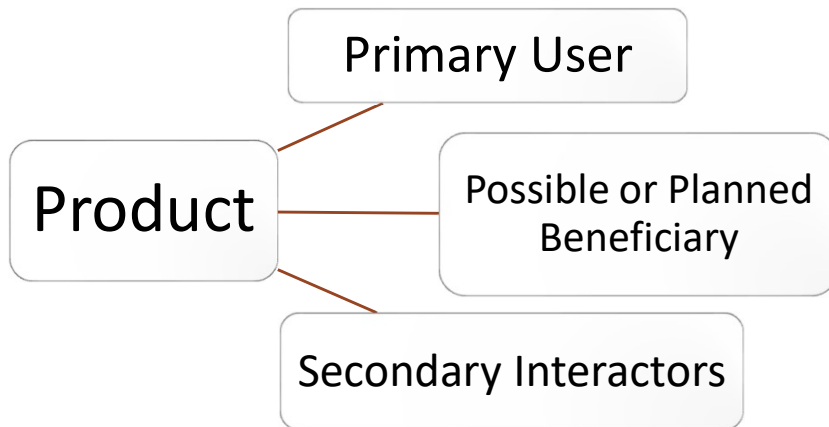 Primary User
Product
Possible or Planned
Beneficiary
Secondary Interactors